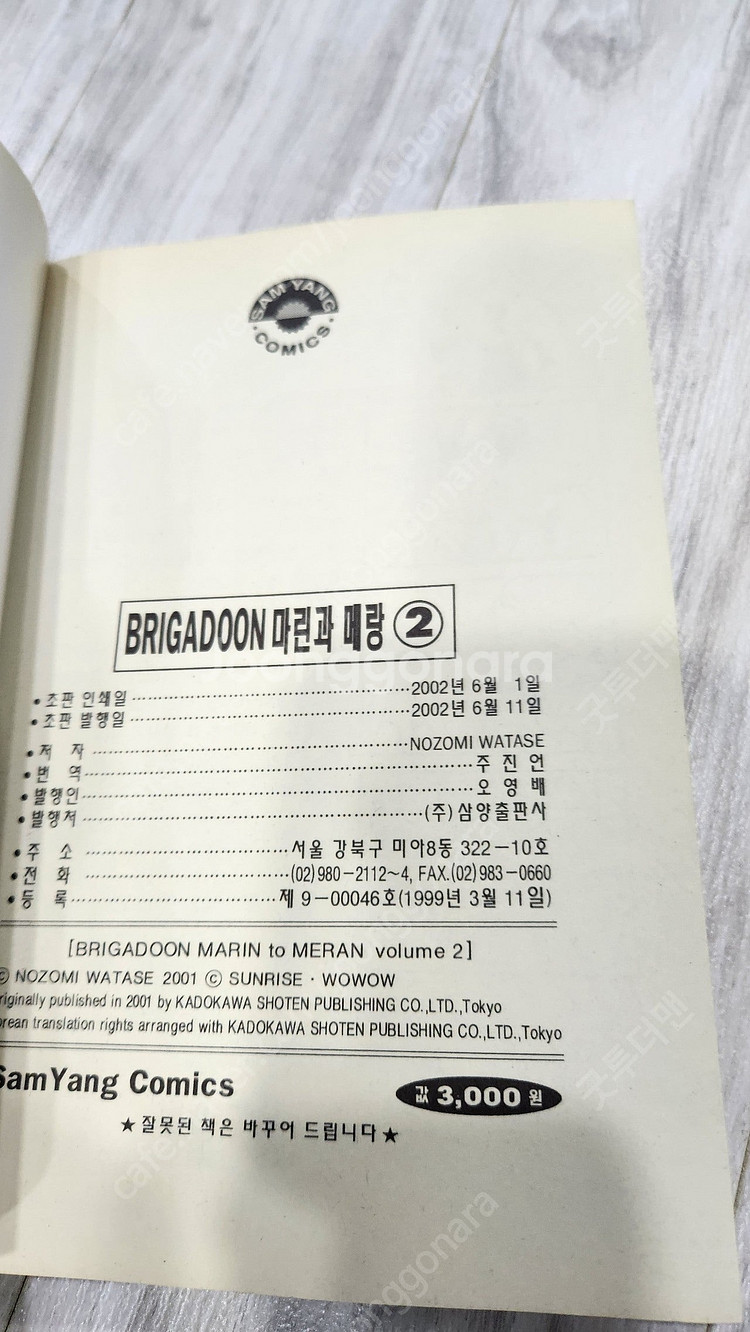 SAM YANG
COMICS
BRIGADOON 마린과 메랑 ②
• 초판 인쇄일 2002년 6월 1일
• 초판 발행일 2002년 6월 11일
• 저 자 NOZOMI WATASE
• 번 역 주 진 언
• 발행인 오 영 배
• 발행처 (주)삼양출판사
• 주 소 서울 강북구 미아8동 322-10호
• 전 화 (02)980-2112~4, FAX.(02)983-0660
• 등 록 제 9-00046호(1999년 3월 11일)
[BRIGADOON MARIN to MERAN volume 2]
© NOZOMI WATASE 2001 © SUNRISE · WOWOW
riginally published in 2001 by KADOKAWA SHOTEN PUBLISHING CO.,LTD.,Tokyo
orean translation rights arranged with KADOKAWA SHOTEN PUBLISHING CO.,LTD.,Tokyo
SamYang Comics
값 3,000 원
★ 잘못된 책은 바꾸어 드립니다 ★
joonggonara
굿투더맨